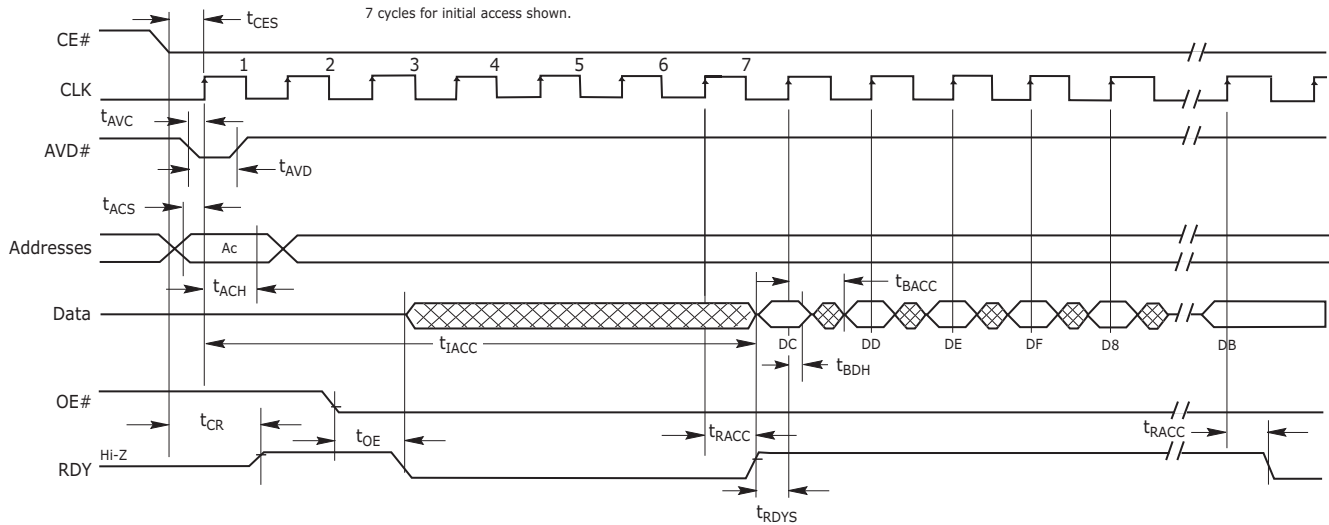 7 cycles for initial access shown.
tCES
CE#
1 2 3 4 5 6 7
CLK
tAVC
AVD#
tAVD
tACS
Addresses
Ac
tACH
tBACC
Data
tIACC
DC DD DE DF D8 DB
tBDH
OE#
tCR
tOE
tRACC
tRACC
Hi-Z
RDY
tRDYS